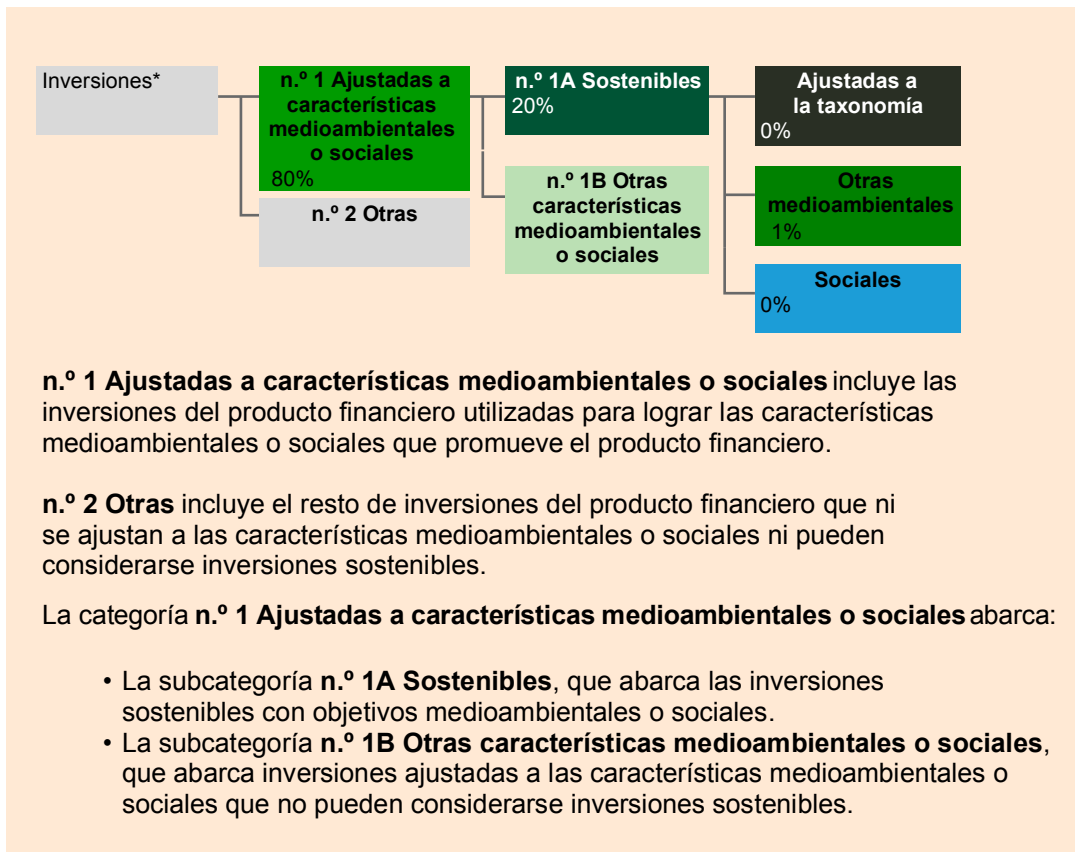 Inversiones*
n.º 1 Ajustadas a
características
medioambientales
o sociales
80%
n.º 2 Otras
n.º 1A Sostenibles
20%
n.º 1B Otras
características
medioambientales
o sociales
Ajustadas a
la taxonomía
0%
Otras
medioambientales
1%
Sociales
0%
n.º 1 Ajustadas a características medioambientales o sociales incluye las
inversiones del producto financiero utilizadas para lograr las características
medioambientales o sociales que promueve el producto financiero.
n.º 2 Otras incluye el resto de inversiones del producto financiero que ni
se ajustan a las características medioambientales o sociales ni pueden
considerarse inversiones sostenibles.
La categoría n.º 1 Ajustadas a características medioambientales o sociales abarca:
• La subcategoría n.º 1A Sostenibles, que abarca las inversiones
sostenibles con objetivos medioambientales o sociales.
• La subcategoría n.º 1B Otras características medioambientales o sociales,
que abarca inversiones ajustadas a las características medioambientales o
sociales que no pueden considerarse inversiones sostenibles.